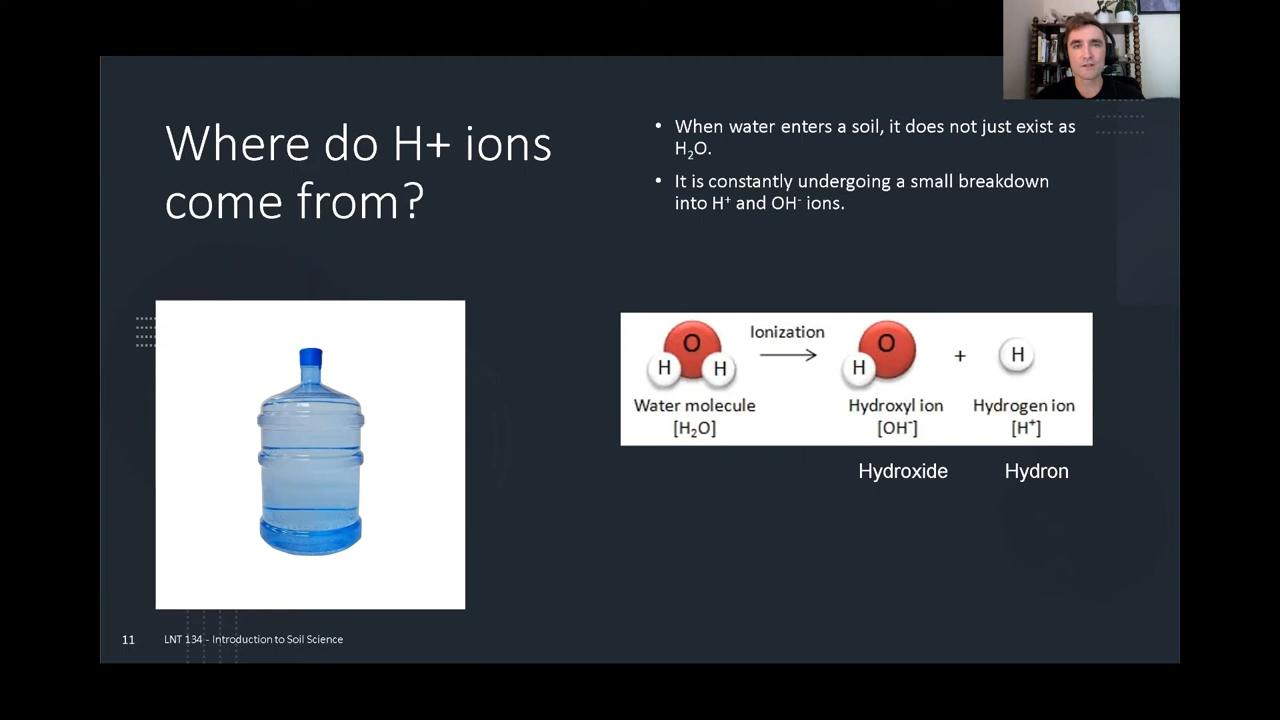 Where do H+ ions
come from?
• When water enters a soil, it does not just exist as
H₂O.
• It is constantly undergoing a small breakdown
into H⁺ and OH⁻ ions.
O
H
H
Ionization
O
H
+
H
Water molecule
[H₂O]
Hydroxyl ion
[OH⁻]
Hydrogen ion
[H⁺]
Hydroxide
Hydron
11
LNT 134 - Introduction to Soil Science